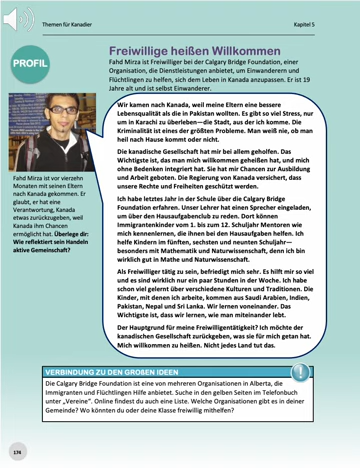 Themen für Kanadier
Kapitel 5
PROFIL
Freiwillige heißen Willkommen
Fahd Mirza ist Freiwilliger bei der Calgary Bridge Foundation, einer
Organisation, die Dienstleistungen anbietet, um Einwanderern und
Flüchtlingen zu helfen, sich dem Leben in Kanada anzupassen. Er ist 19
Jahre alt und ist selbst Einwanderer.
Wir kamen nach Kanada, weil meine Eltern eine bessere
Lebensqualität als die in Pakistan wollten. Es gibt so viel Stress, nur
um in Karachi zu überleben—die Stadt, aus der ich komme. Die
Kriminalität ist eines der größten Probleme. Man weiß nie, ob man
heil nach Hause kommt oder nicht.
Die kanadische Gesellschaft hat mir bei allem geholfen. Das
Wichtigste ist, das man mich willkommen geheißen hat, und mich
ohne Bedenken integriert hat. Sie hat mir Chancen zur Ausbildung
und Arbeit geboten. Die Regierung von Kanada versichert, dass
unsere Rechte und Freiheiten geschützt werden.
Ich habe letztes Jahr in der Schule über die Calgary Bridge
Foundation erfahren. Unser Lehrer hat einen Sprecher eingeladen,
um über den Hausaufgabenclub zu reden. Dort können
Immigrantenkinder vom 1. bis zum 12. Schuljahr Mentoren wie
mich kennenlernen, die ihnen bei den Hausaufgaben helfen. Ich
helfe Kindern im fünften, sechsten und neunten Schuljahr—
besonders mit Mathematik und Naturwissenschaft, denn ich bin
wirklich gut in Mathe und Naturwissenschaft.
Als Freiwilliger tätig zu sein, befriedigt mich sehr. Es hilft mir so viel
und es sind wirklich nur ein paar Stunden in der Woche. Ich habe
schon viel gelernt über verschiedene Kulturen und Traditionen. Die
Kinder, mit denen ich arbeite, kommen aus Saudi Arabien, Indien,
Pakistan, Nepal und Sri Lanka. Wir lernen voneinander. Das
Wichtigste ist, dass wir lernen, wie man miteinander lebt.
Der Hauptgrund für meine Freiwilligentätigkeit? Ich möchte der
kanadischen Gesellschaft zurückgeben, was sie für mich getan hat.
Mich willkommen zu heißen. Nicht jedes Land tut das.
Fahd Mirza ist vor vierzehn
Monaten mit seinen Eltern
nach Kanada gekommen. Er
glaubt, er hat eine
Verantwortung, Kanada
etwas zurückzugeben, weil
Kanada ihm Chancen
ermöglicht hat. Überlege dir:
Wie reflektiert sein Handeln
aktive Gemeinschaft?
VERBINDUNG ZU DEN GROßEN IDEEN
!
Die Calgary Bridge Foundation ist eine von mehreren Organisationen in Alberta, die
Immigranten und Flüchtlingen Hilfe anbietet. Suche in den gelben Seiten im Telefonbuch
unter „Vereine". Online findest du auch eine Liste. Welche Organisationen gibt es in deiner
Gemeinde? Wo könntest du oder deine Klasse freiwillig mithelfen?
174